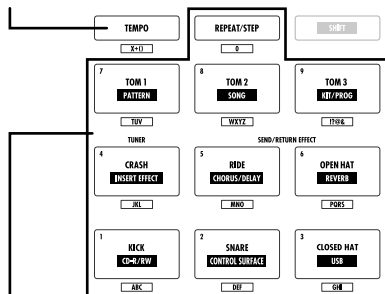 TEMPO
REPEAT/STEP
SHIFT
X+()
0
7
8
9
TOM 1
TOM 2
TOM 3
PATTERN
SONG
KIT/PROG
TUV
WXYZ
!?@&
TUNER
SEND/RETURN EFFECT
4
5
6
CRASH
RIDE
OPEN HAT
INSERT EFFECT
CHORUS/DELAY
REVERB
JKL
MNO
PQRS
1
2
3
KICK
SNARE
CLOSED HAT
CD-R/RW
CONTROL SURFACE
USB
ABC
DEF
GHI